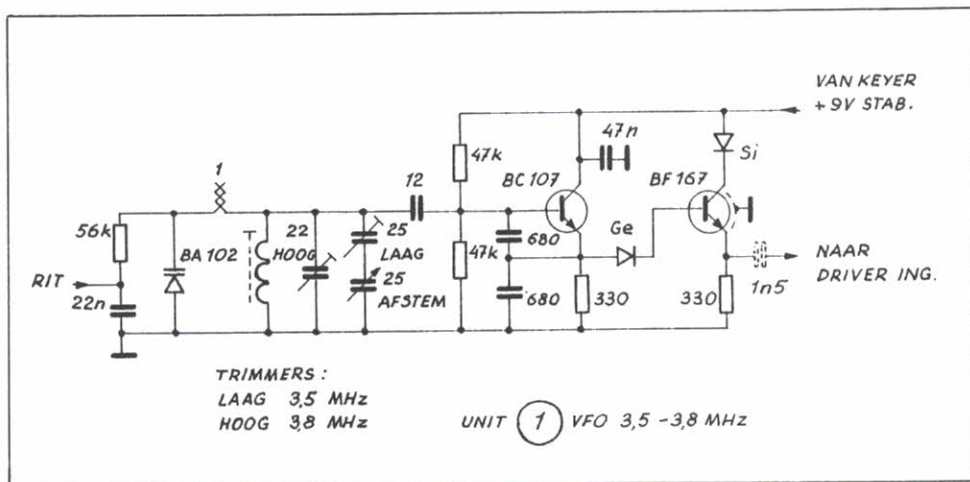 VAN KEYER
+9V STAB.
47n
Si
47k
BC 107
BF 167
1
12
56k
BA 102
22
HOOG
25
LAAG
25
AFSTEM
47k
680
680
Ge
330
330
1n5
NAAR
DRIVER ING.
RIT
22n
TRIMMERS :
LAAG 3,5 MHz
HOOG 3,8 MHz
UNIT 1 VFO 3,5 -3,8 MHz